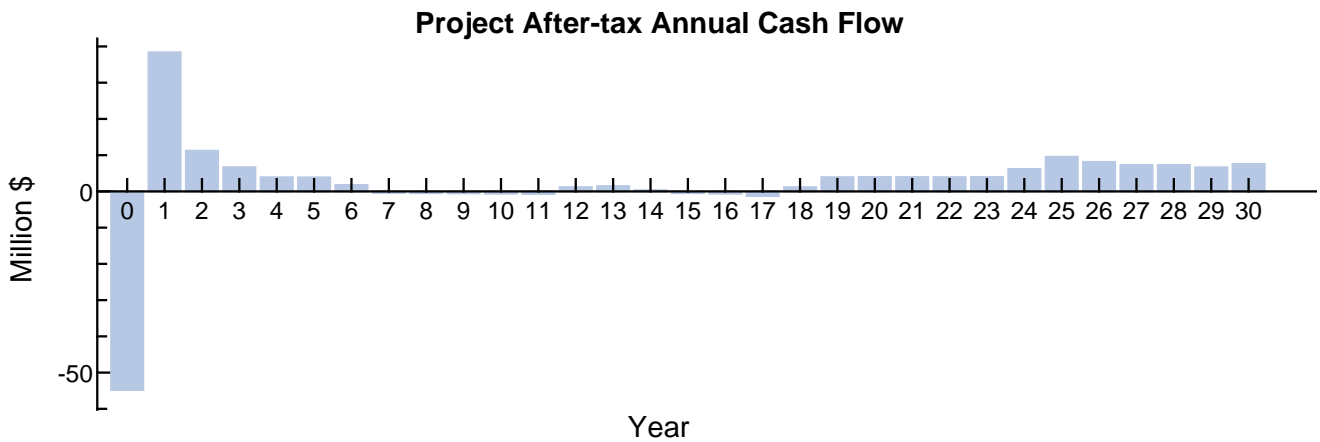 Project After-tax Annual Cash Flow
Million $
0
-50
0 1 2 3 4 5 6 7 8 9 10 11 12 13 14 15 16 17 18 19 20 21 22 23 24 25 26 27 28 29 30
Year